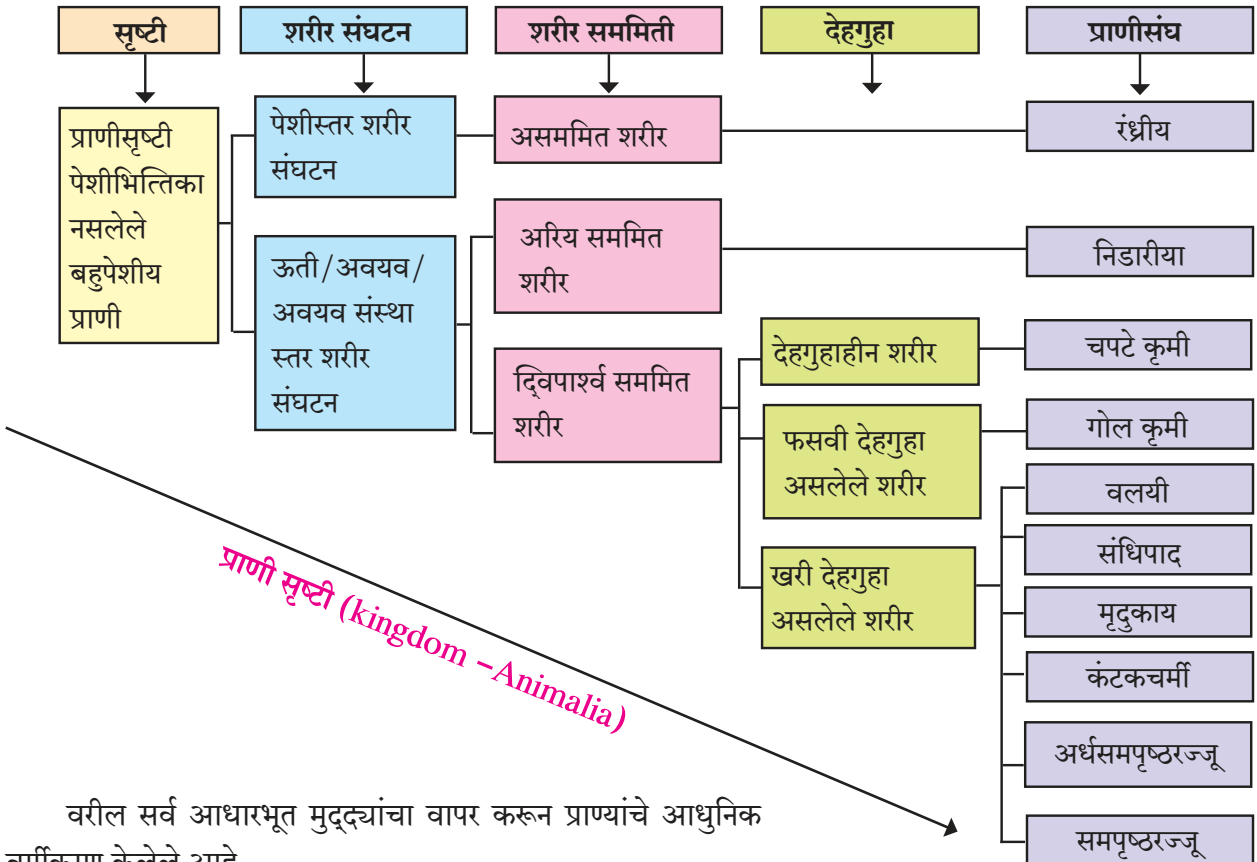 सृष्टी
शरीर संघटन
शरीर सममिती
देहगुहा
प्राणीसंघ
प्राणीसृष्टी
पेशीभित्तिका
नसलेले
बहुपेशीय
प्राणी
पेशीस्तर शरीर
संघटन
ऊती/अवयव/
अवयव संस्था
स्तर शरीर
संघटन
असममित शरीर
अरिय सममित
शरीर
द्विपार्श्व सममित
शरीर
देहगुहाहीन शरीर
फसवी देहगुहा
असलेले शरीर
खरी देहगुहा
असलेले शरीर
रंध्रीय
निडारीया
चपटे कृमी
गोल कृमी
वलयी
संधिपाद
मृदुकाय
कंटकचर्मी
अर्धसमपृष्ठरज्जू
समपृष्ठरज्जू
प्राणी सृष्टी (kingdom -Animalia)
वरील सर्व आधारभूत मुद्द्यांचा वापर करून प्राण्यांचे आधुनिक
केलेले आहे